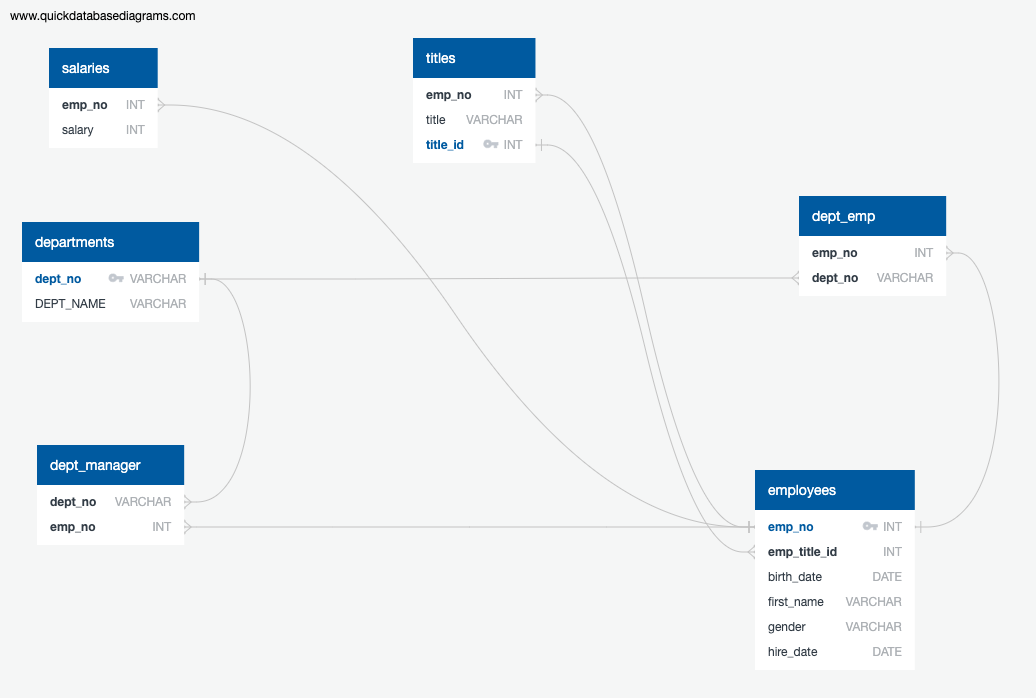 www.quickdatabasediagrams.com
salaries
emp_no INT
salary INT
titles
emp_no INT
title VARCHAR
title_id INT
departments
dept_no VARCHAR
DEPT_NAME VARCHAR
dept_emp
emp_no INT
dept_no VARCHAR
dept_manager
dept_no VARCHAR
emp_no INT
employees
emp_no INT
emp_title_id INT
birth_date DATE
first_name VARCHAR
gender VARCHAR
hire_date DATE